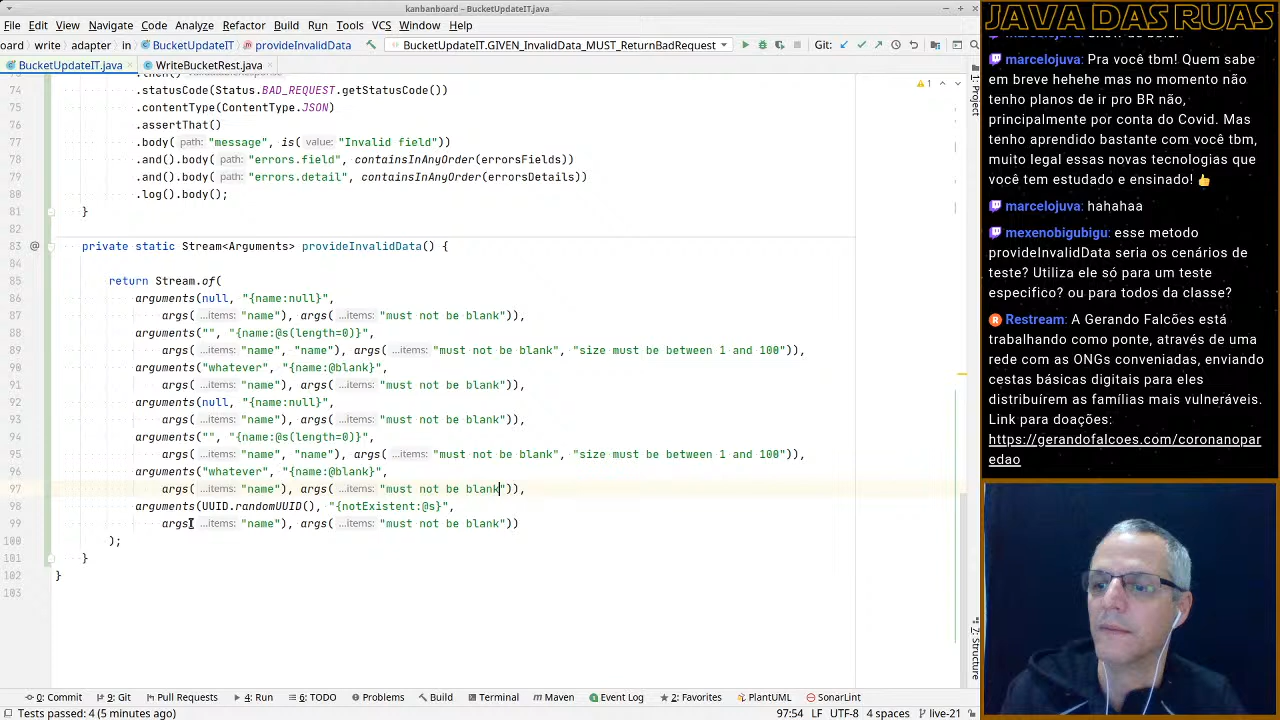 kanbanboard – BucketUpdateIT.java
File Edit View Navigate Code Analyze Refactor Build Run Tools VCS Window Help
oard write adapter BucketUpdateIT provideInvalidData BucketUpdateIT.GIVEN_InvalidData_MUST_ReturnBadRequest Git:
BucketUpdateIT.java WriteBucketRest.java
74 .statusCode(Status.BAD_REQUEST.getStatusCode())
75 .contentType(ContentType.JSON)
76 .assertThat()
77 .body( path: "message", is( value: "Invalid field"))
78 .and().body( path: "errors.field", containsInAnyOrder(errorsFields))
79 .and().body( path: "errors.detail", containsInAnyOrder(errorsDetails))
80 .log().body();
81 }
82
83 private static Stream<Arguments> provideInvalidData() {
84
85 return Stream.of(
86 arguments(null, "{name:null}",
87 args( ...items: "name"), args( ...items: "must not be blank")),
88 arguments("", "{name:@s(length=0)}",
89 args( ...items: "name", "name"), args( ...items: "must not be blank", "size must be between 1 and 100")),
90 arguments("whatever", "{name:@blank}",
91 args( ...items: "name"), args( ...items: "must not be blank")),
92 arguments(null, "{name:null}",
93 args( ...items: "name"), args( ...items: "must not be blank")),
94 arguments("", "{name:@s(length=0)}",
95 args( ...items: "name", "name"), args( ...items: "must not be blank", "size must be between 1 and 100")),
96 arguments("whatever", "{name:@blank}",
97 args( ...items: "name"), args( ...items: "must not be blank")),
98 arguments(UUID.randomUUID(), "{notExistent:@s}",
99 args( ...items: "name"), args( ...items: "must not be blank"))
100 );
101 }
102 }
103
1
1: Project
7: Structure
0: Commit 9: Git Pull Requests 4: Run 6: TODO Problems Build Terminal Maven Event Log 2: Favorites PlantUML SonarLint
Tests passed: 4 (5 minutes ago) 97:54 LF UTF-8 4 spaces live-21
JAVA DAS RUAS
marcelojuva: Pra você tbm! Quem sabe
em breve hehehe mas no momento não
tenho planos de ir pro BR não,
principalmente por conta do Covid. Mas
tenho aprendido bastante com você tbm,
muito legal essas novas tecnologias que
você tem estudado e ensinado!
marcelojuva: hahahaa
mexenobigubigu: esse metodo
provideInvalidData seria os cenários de
teste? Utiliza ele só para um teste
especifico? ou para todos da classe?
Restream: A Gerando Falcões está
trabalhando como ponte, através de uma
rede com as ONGs conveniadas, enviando
cestas básicas digitais para eles
distribuírem as famílias mais vulneráveis.
Link para doações:
https://gerandofalcoes.com/coronanopar
edao